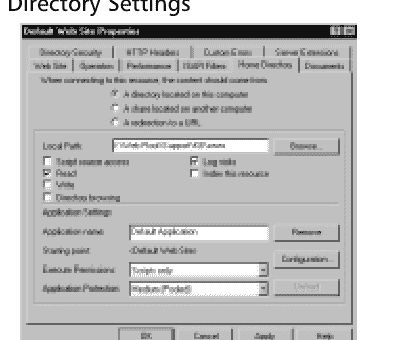 Directory Settings
Default Web Site Properties
Directory Security HTTP Headers Custom Errors Server Extensions
Web Site Operators Performance ISAPI Filters Home Directory Documents
When connecting to this resource, the content should come from:
A directory located on this computer
A share located on another computer
A redirection to a URL
Local Path: Browse...
Script source access Log visits
Read Index this resource
Write
Directory browsing
Application Settings
Application name: Default Application Remove
Starting point: <Default Web Site>
Configuration...
Execute Permissions: Scripts only
Application Protection: Medium (Pooled) Unload
OK Cancel Apply Help